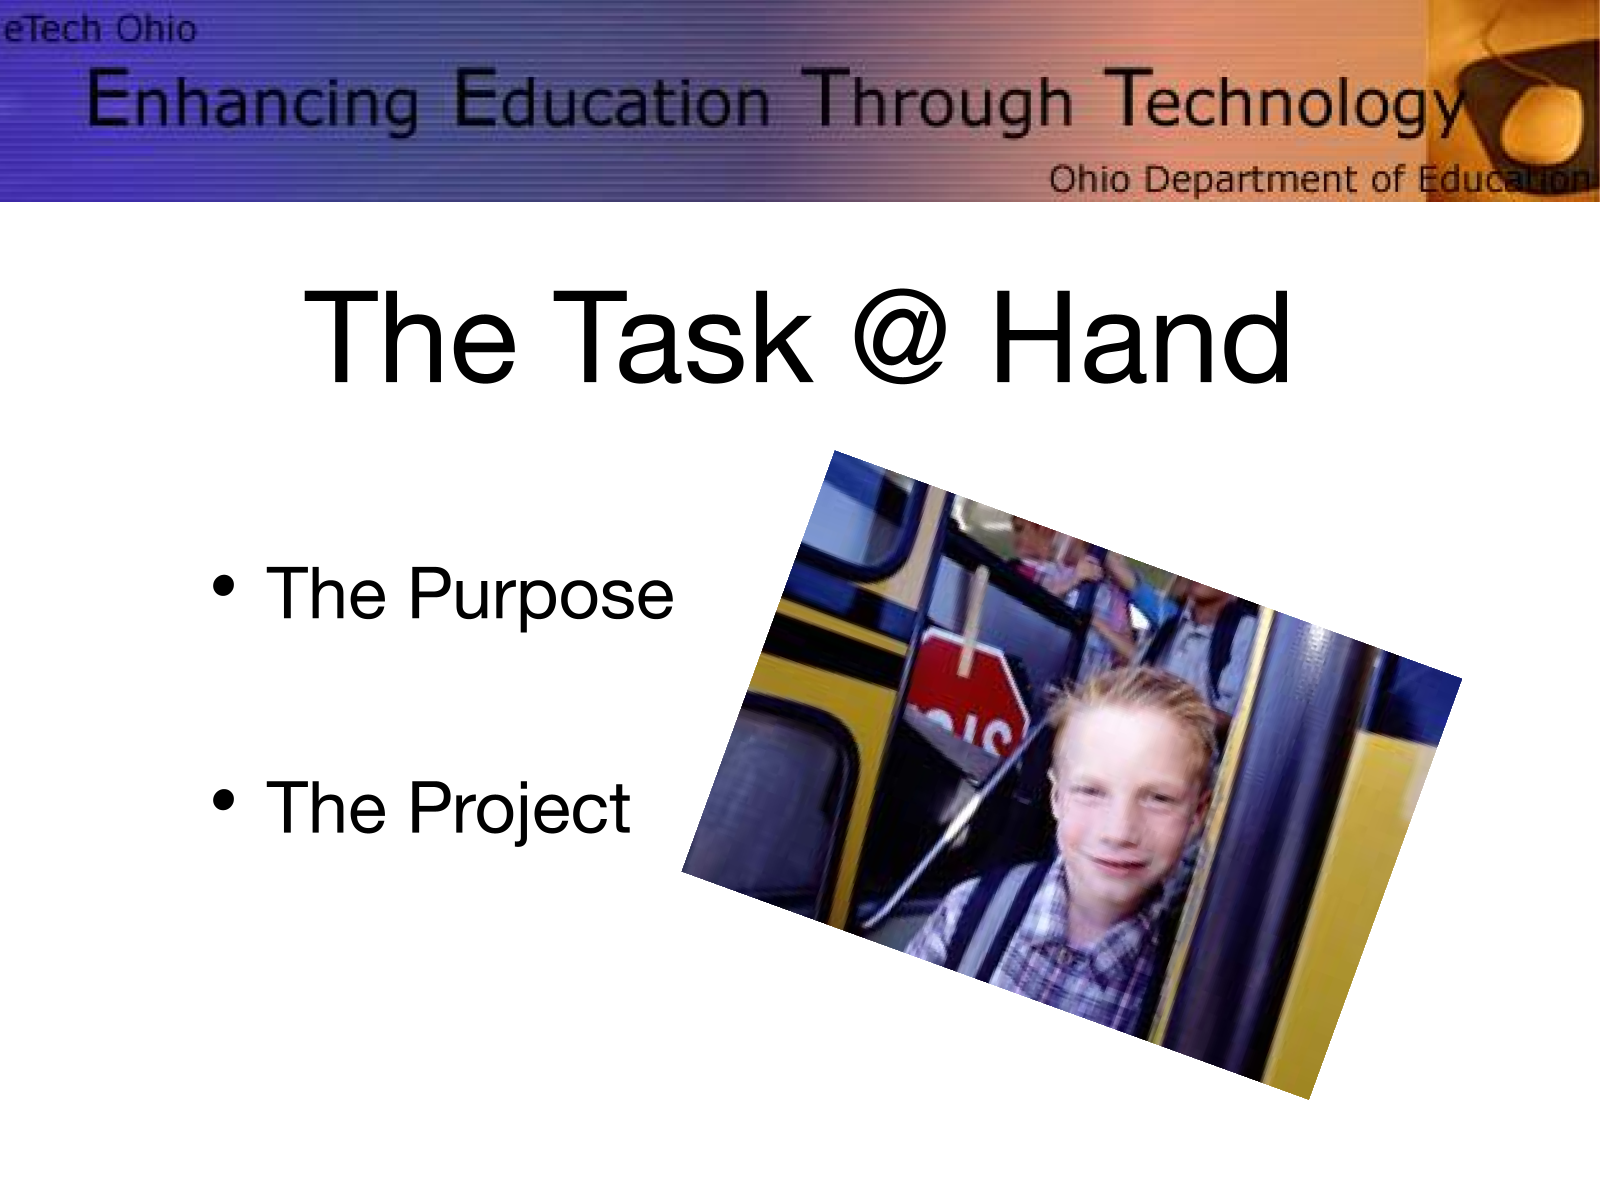 eTech Ohio
Enhancing Education Through Technology
Ohio Department of Education
The Task @ Hand
• The Purpose
• The Project